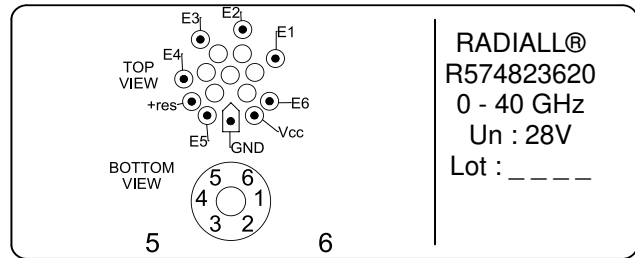 E3 E2 E1
E4
TOP
VIEW
+res
E6
E5
Vcc
GND
BOTTOM
VIEW
5 6
4 1
3 2
5 6
RADIALL®
R574823620
0 - 40 GHz
Un : 28V
Lot : _ _ _ _